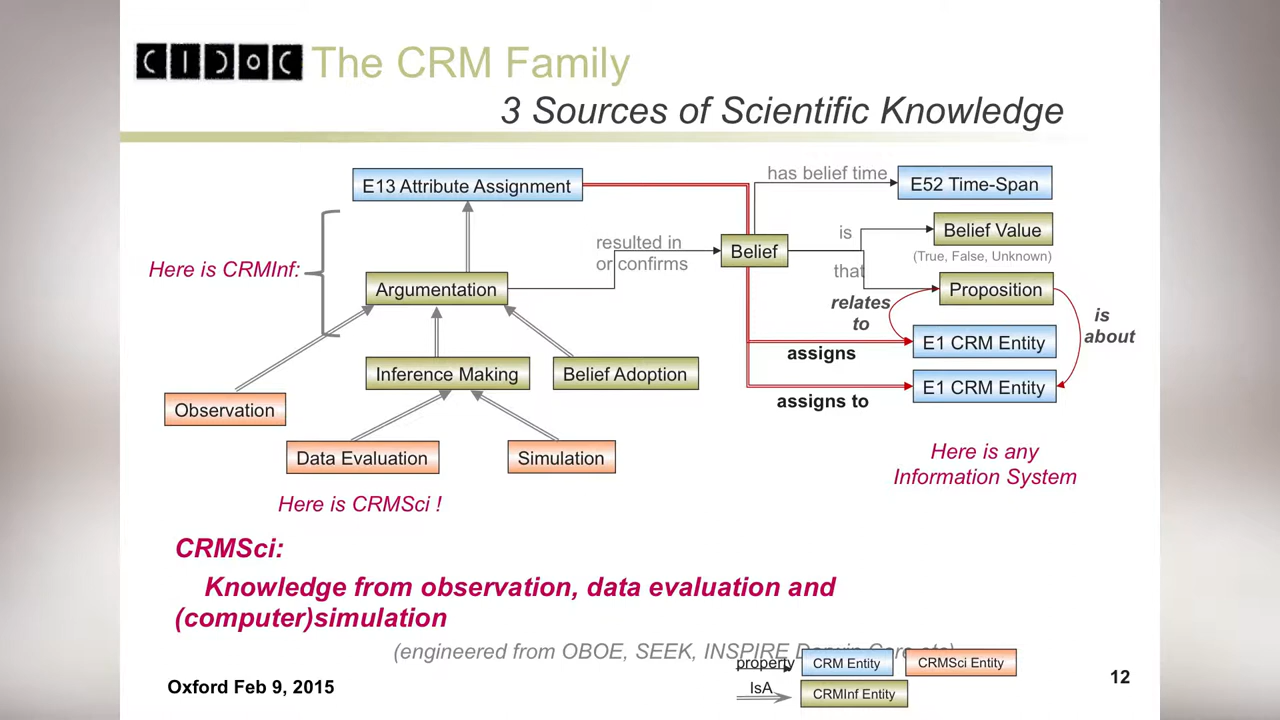 CIDOC The CRM Family
3 Sources of Scientific Knowledge
E13 Attribute Assignment
has belief time
E52 Time-Span
Here is CRMInf:
resulted in
or confirms
Belief
is
Belief Value
(True, False, Unknown)
that
Argumentation
Proposition
relates
to
is
about
assigns
E1 CRM Entity
Inference Making
Belief Adoption
assigns to
E1 CRM Entity
Observation
Data Evaluation
Simulation
Here is any
Information System
Here is CRMSci !
CRMSci:
Knowledge from observation, data evaluation and
(computer)simulation
(engineered from OBOE, SEEK, INSPIRE Darwin Core etc)
property
CRM Entity
CRMSci Entity
IsA
CRMInf Entity
Oxford Feb 9, 2015
12